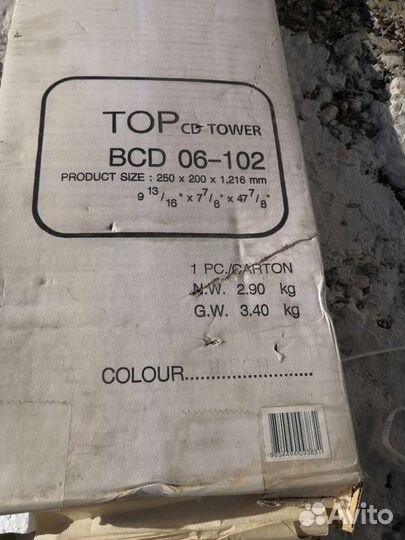 TOP CD TOWER
BCD 06-102
PRODUCT SIZE : 250 x 200 x 1,216 mm
9 13/16" x 7 7/8" x 47 7/8"
1 PC./CARTON
N.W. 2.90 kg
G.W. 3.40 kg
COLOUR............................
Avito